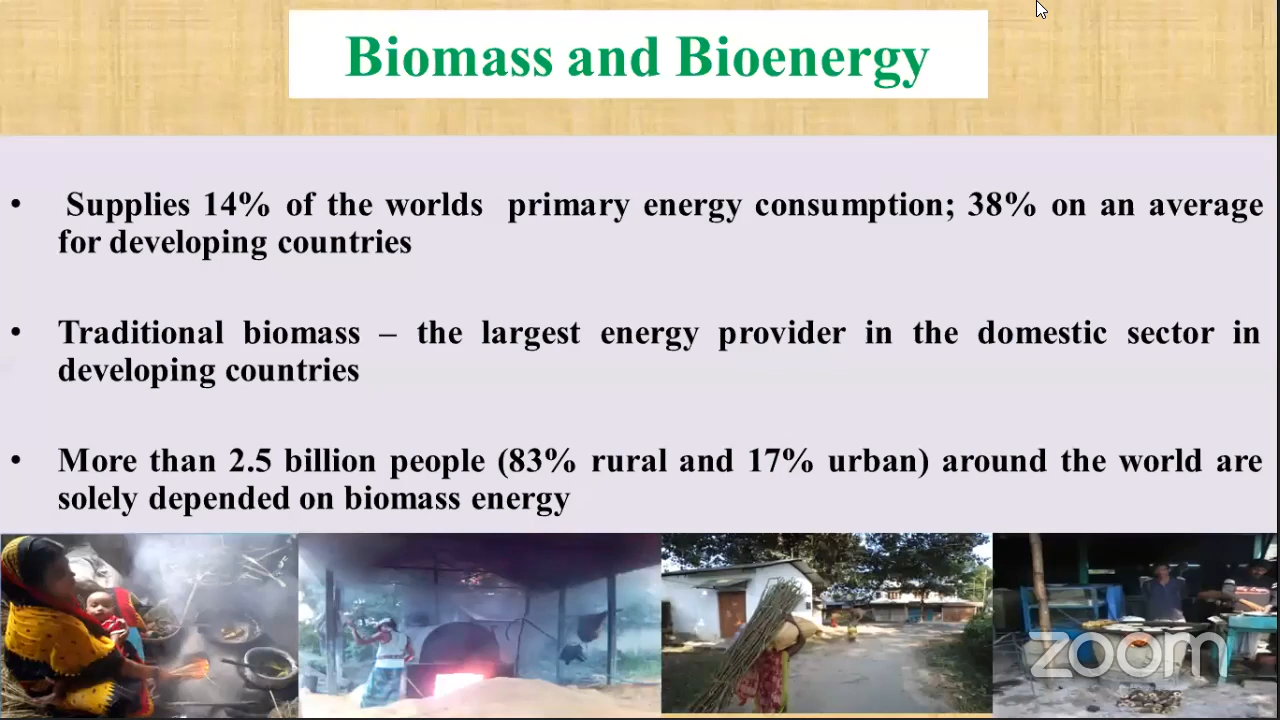 Biomass and Bioenergy
• Supplies 14% of the worlds primary energy consumption; 38% on an average
for developing countries
• Traditional biomass – the largest energy provider in the domestic sector in
developing countries
• More than 2.5 billion people (83% rural and 17% urban) around the world are
solely depended on biomass energy
zoom